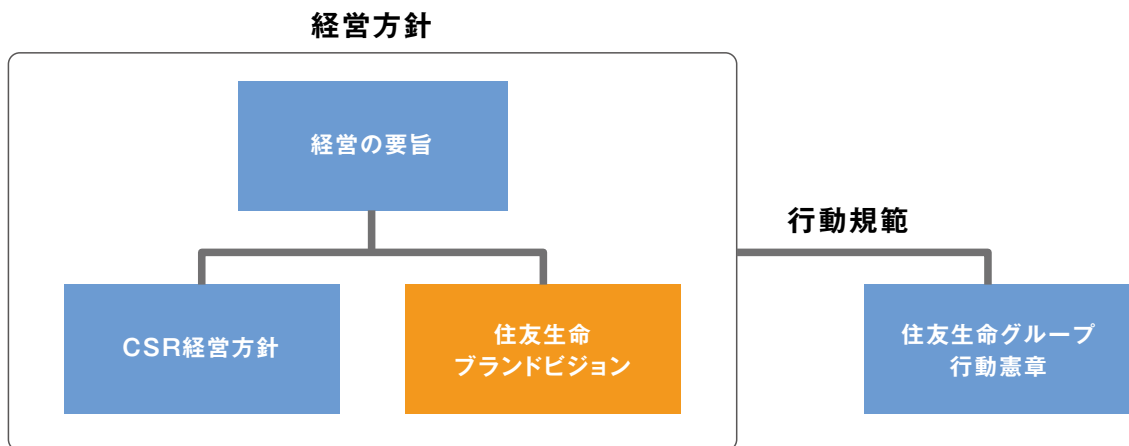 経営方針
経営の要旨
行動規範
CSR経営方針
住友生命
ブランドビジョン
住友生命グループ
行動憲章